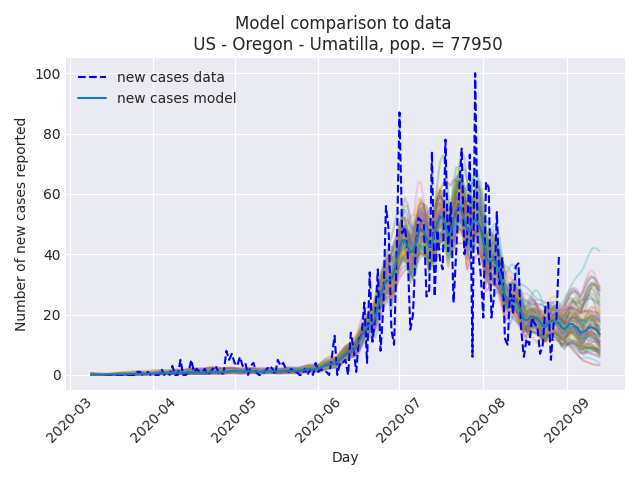 Model comparison to data
US - Oregon - Umatilla, pop. = 77950
new cases data
new cases model
Number of new cases reported
100
80
60
40
20
0
2020-03
2020-04
2020-05
2020-06
2020-07
2020-08
2020-09
Day